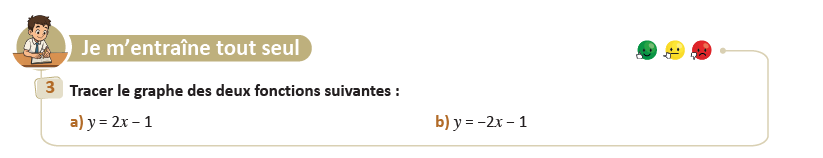 Je m'entraîne tout seul
3 Tracer le graphe des deux fonctions suivantes :
a) y = 2x – 1 b) y = –2x – 1